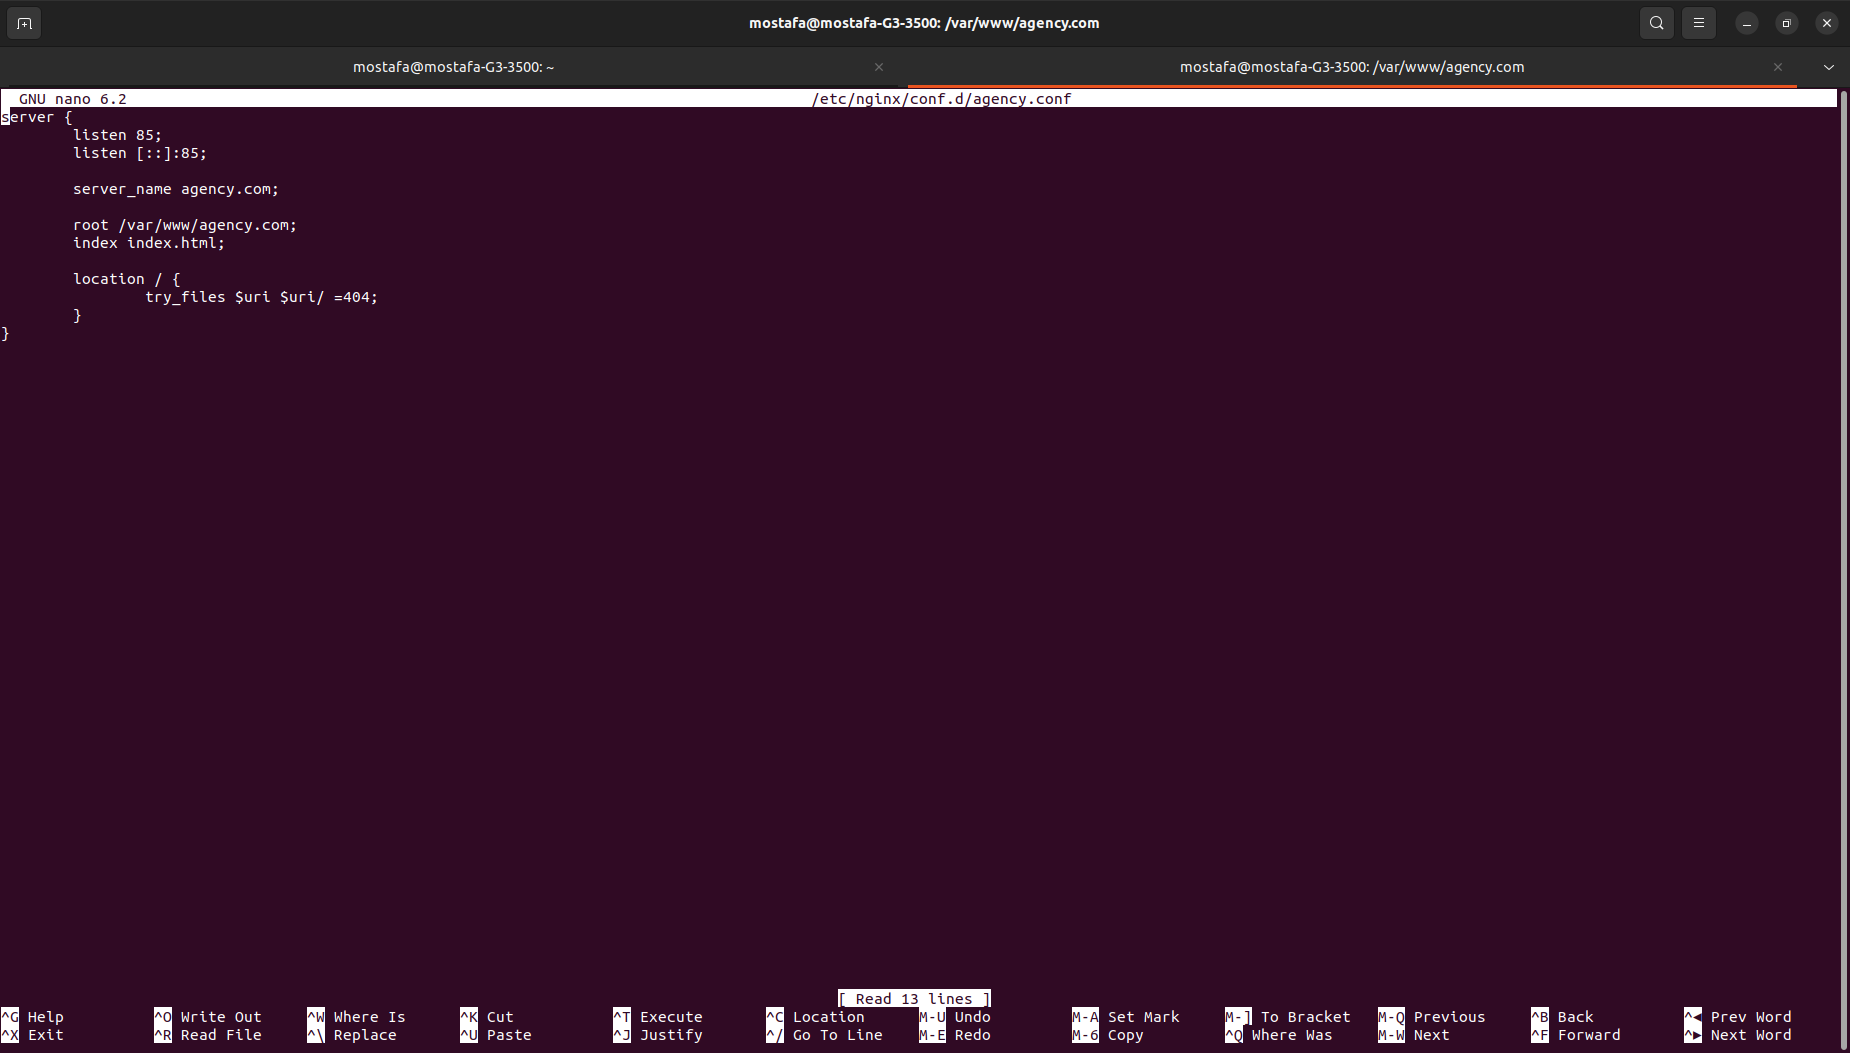 mostafa@mostafa-G3-3500: /var/www/agency.com
mostafa@mostafa-G3-3500: ~
mostafa@mostafa-G3-3500: /var/www/agency.com
GNU nano 6.2 /etc/nginx/conf.d/agency.conf
server {
        listen 85;
        listen [::]:85;
        server_name agency.com;
        root /var/www/agency.com;
        index index.html;
        location / {
                try_files $uri $uri/ =404;
        }
}
[ Read 13 lines ]
^G Help ^O Write Out ^W Where Is ^K Cut ^T Execute ^C Location M-U Undo M-A Set Mark M-] To Bracket M-Q Previous ^B Back ^◄ Prev Word
^X Exit ^R Read File ^\ Replace ^U Paste ^J Justify ^/ Go To Line M-E Redo M-6 Copy ^Q Where Was M-W Next ^F Forward ^► Next Word